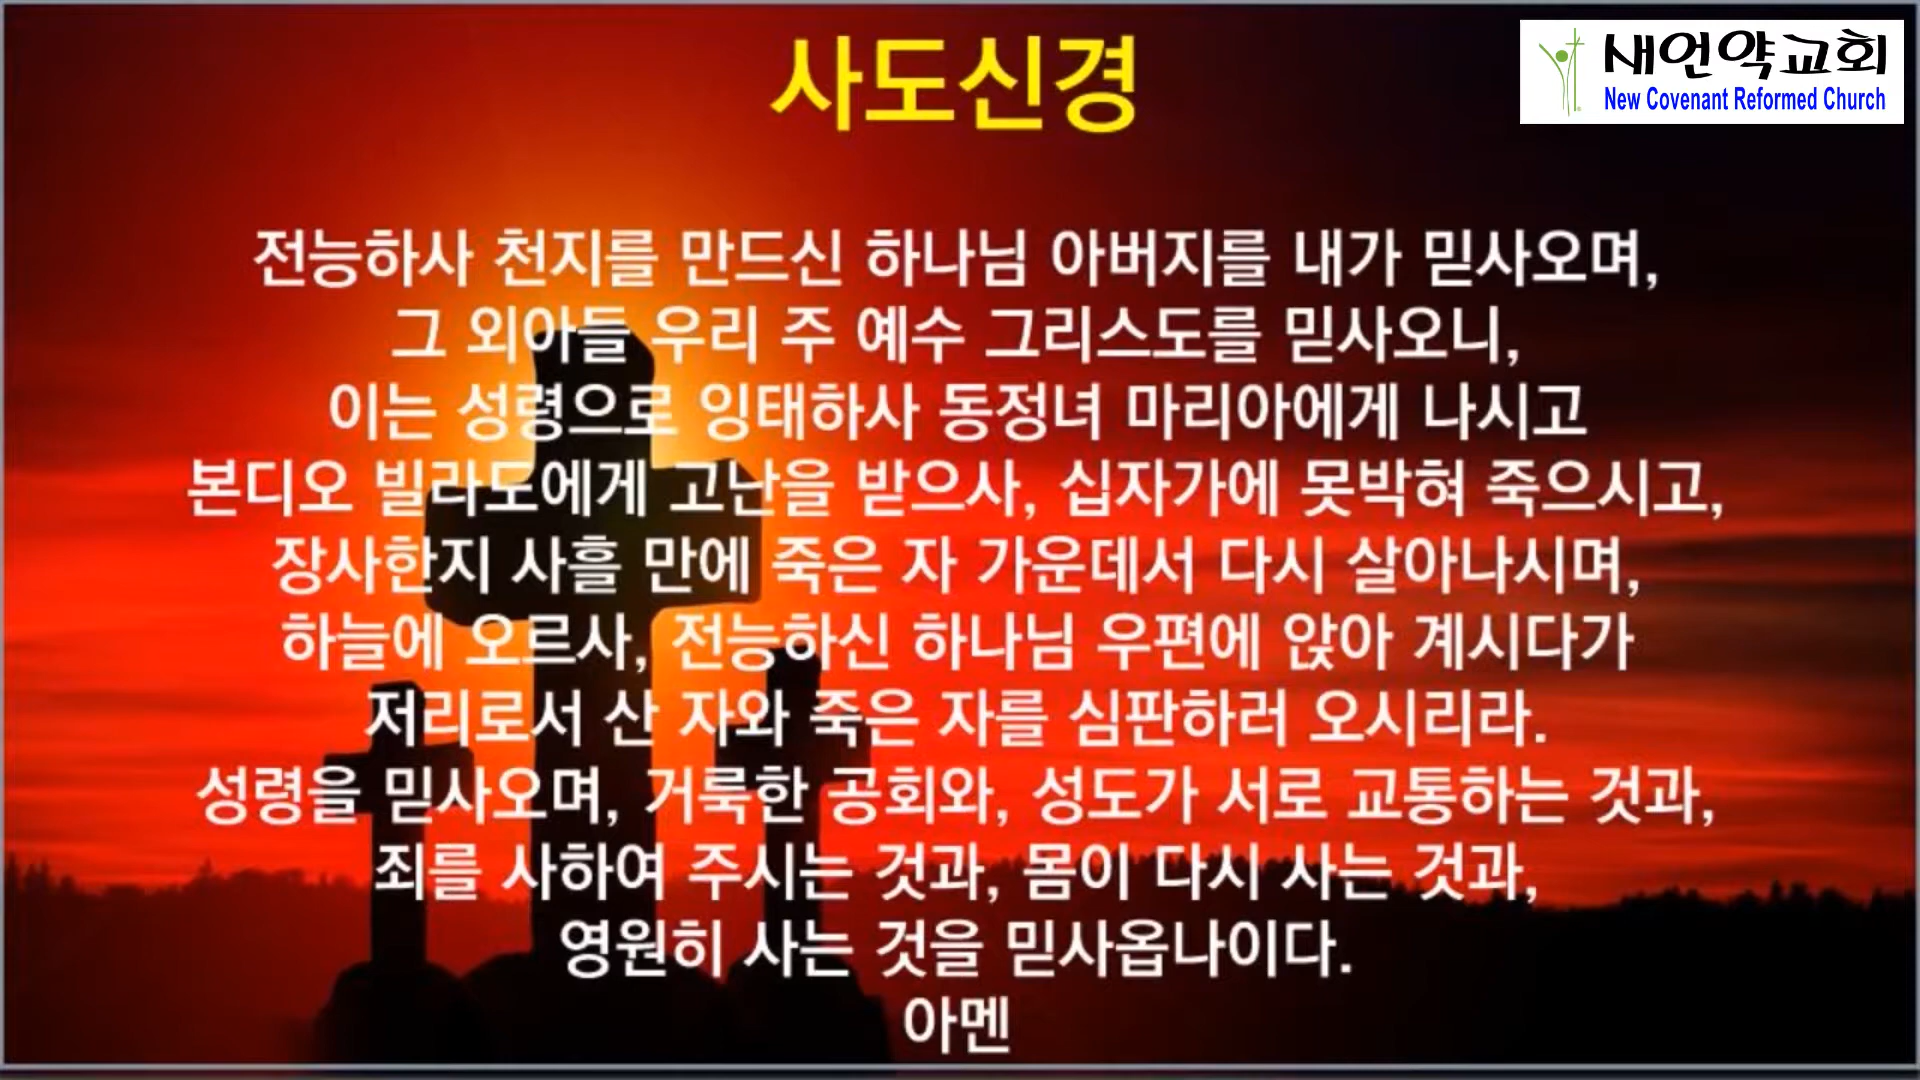 사도신경
새언약교회
New Covenant Reformed Church
전능하사 천지를 만드신 하나님 아버지를 내가 믿사오며,
그 외아들 우리 주 예수 그리스도를 믿사오니,
이는 성령으로 잉태하사 동정녀 마리아에게 나시고
본디오 빌라도에게 고난을 받으사, 십자가에 못박혀 죽으시고,
장사한지 사흘 만에 죽은 자 가운데서 다시 살아나시며,
하늘에 오르사, 전능하신 하나님 우편에 앉아 계시다가
저리로서 산 자와 죽은 자를 심판하러 오시리라.
성령을 믿사오며, 거룩한 공회와, 성도가 서로 교통하는 것과,
죄를 사하여 주시는 것과, 몸이 다시 사는 것과,
영원히 사는 것을 믿사옵나이다.
아멘